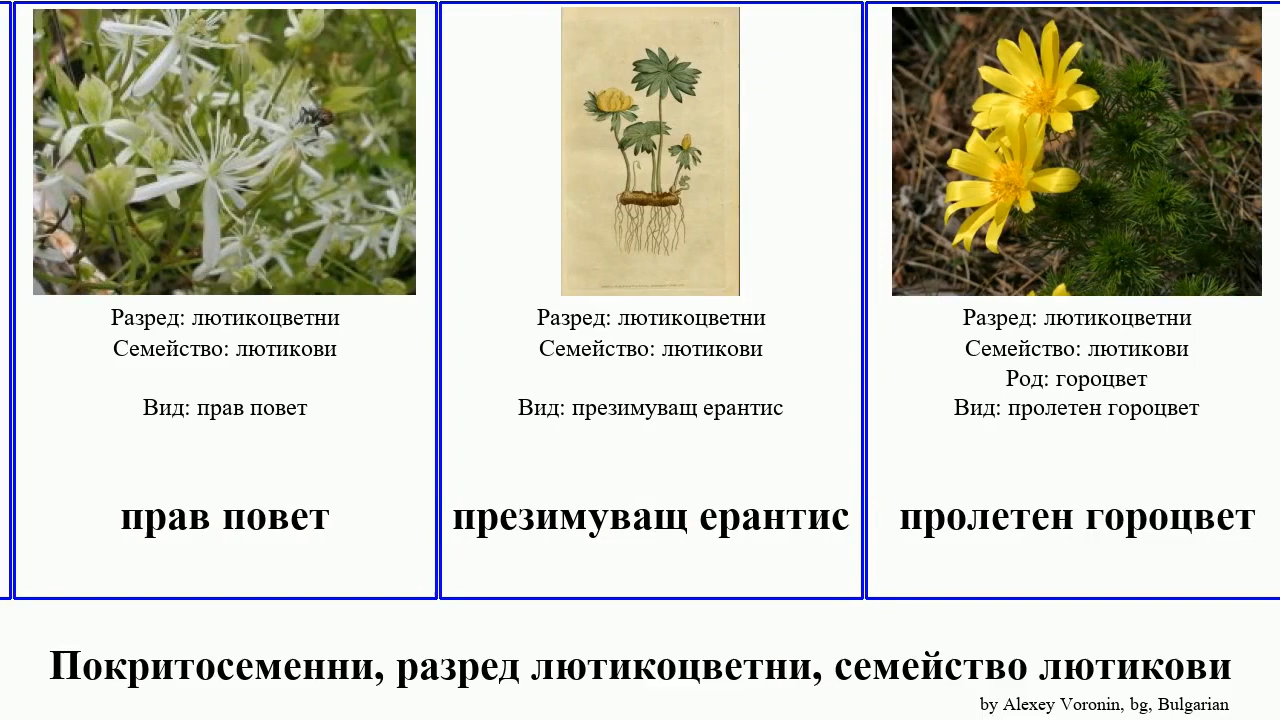 Разред: лютикоцветни
Семейство: лютикови
Вид: прав повет
прав повет
Разред: лютикоцветни
Семейство: лютикови
Вид: презимуващ ерантис
презимуващ ерантис
Разред: лютикоцветни
Семейство: лютикови
Род: гороцвет
Вид: пролетен гороцвет
пролетен гороцвет
Покритосеменни, разред лютикоцветни, семейство лютикови
by Alexey Voronin, bg, Bulgarian